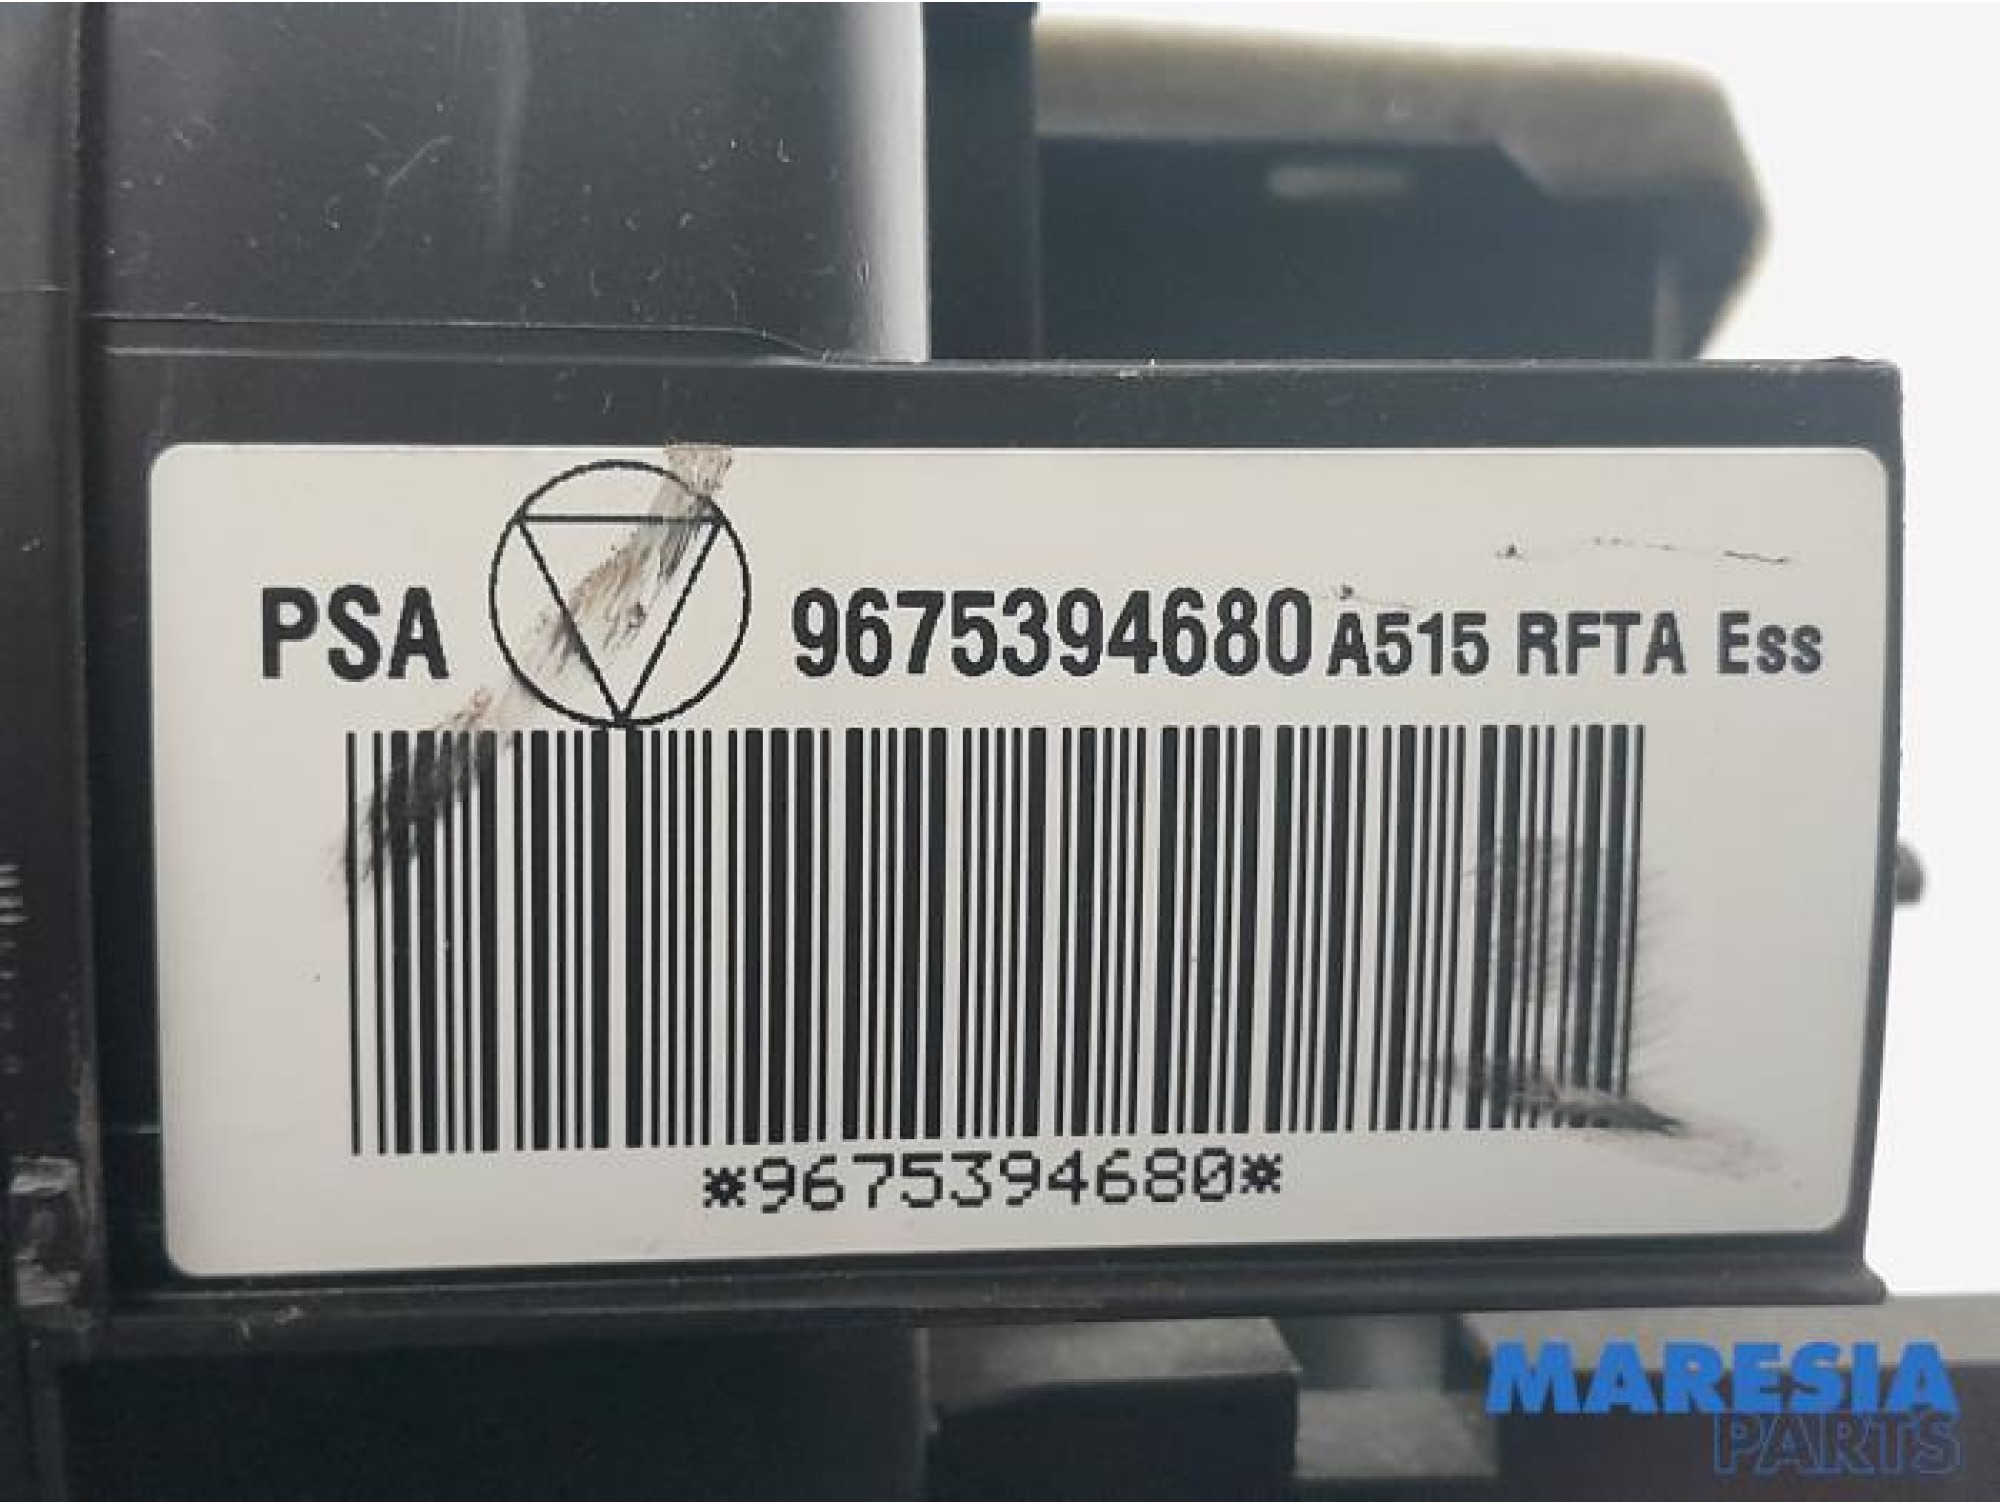 PSA 9675394680 A515 RFTA Ess
*9675394680*
MARESIA
PARTS